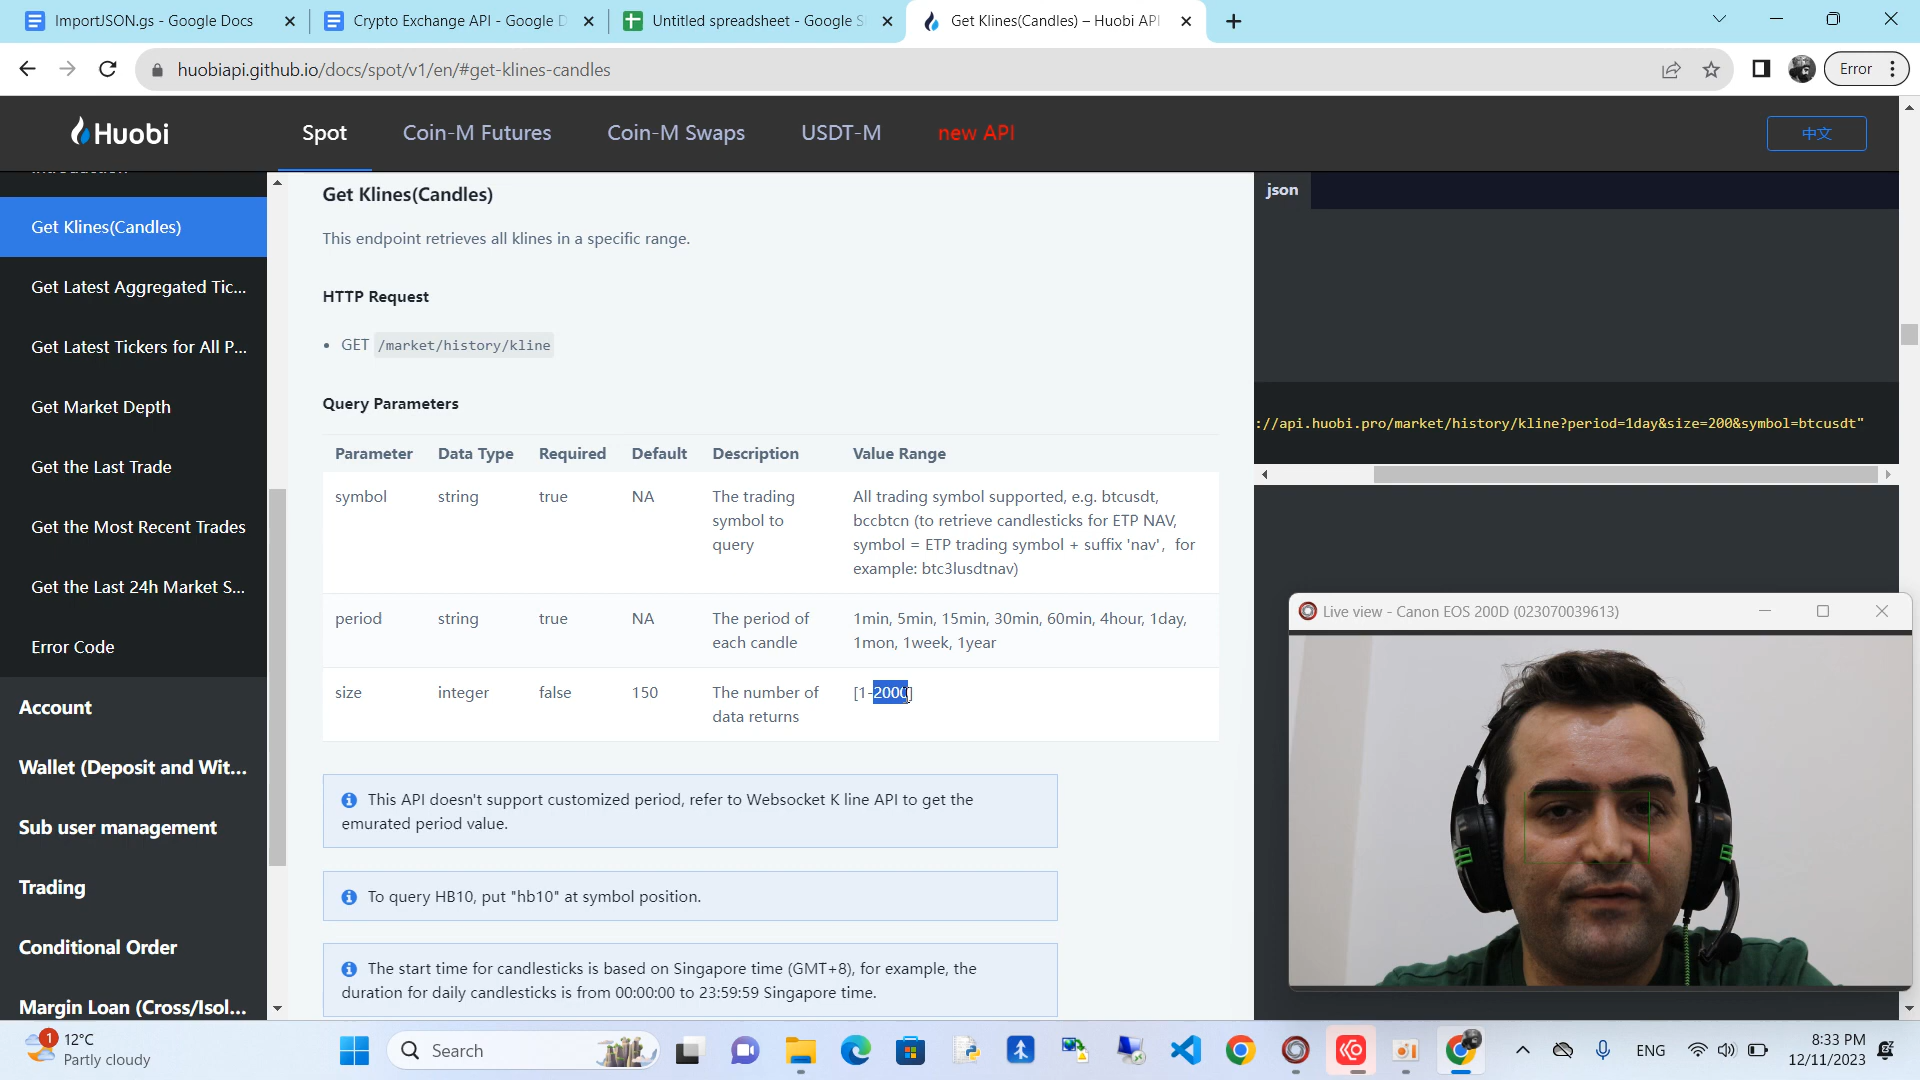 ImportJSON.gs - Google Docs
Crypto Exchange API - Google D
Untitled spreadsheet - Google S
Get Klines(Candles) – Huobi API
huobiapi.github.io/docs/spot/v1/en/#get-klines-candles
Error
Huobi
Spot
Coin-M Futures
Coin-M Swaps
USDT-M
new API
中文
Get Klines(Candles)
Get Latest Aggregated Tic...
Get Latest Tickers for All P...
Get Market Depth
Get the Last Trade
Get the Most Recent Trades
Get the Last 24h Market S...
Error Code
Account
Wallet (Deposit and Wit...
Sub user management
Trading
Conditional Order
Margin Loan (Cross/Isol...
Get Klines(Candles)
This endpoint retrieves all klines in a specific range.
HTTP Request
• GET /market/history/kline
Query Parameters
Parameter Data Type Required Default Description Value Range
symbol string true NA The trading symbol to query All trading symbol supported, e.g. btcusdt,
bccbtcn (to retrieve candlesticks for ETP NAV,
symbol = ETP trading symbol + suffix 'nav', for
example: btc3lusdtnav)
period string true NA The period of each candle 1min, 5min, 15min, 30min, 60min, 4hour, 1day,
1mon, 1week, 1year
size integer false 150 The number of data returns [1-2000]
This API doesn't support customized period, refer to Websocket K line API to get the
emurated period value.
To query HB10, put "hb10" at symbol position.
The start time for candlesticks is based on Singapore time (GMT+8), for example, the
duration for daily candlesticks is from 00:00:00 to 23:59:59 Singapore time.
json
://api.huobi.pro/market/history/kline?period=1day&size=200&symbol=btcusdt"
Live view - Canon EOS 200D (023070039613)
1
12°C
Partly cloudy
Search
ENG
8:33 PM
12/11/2023